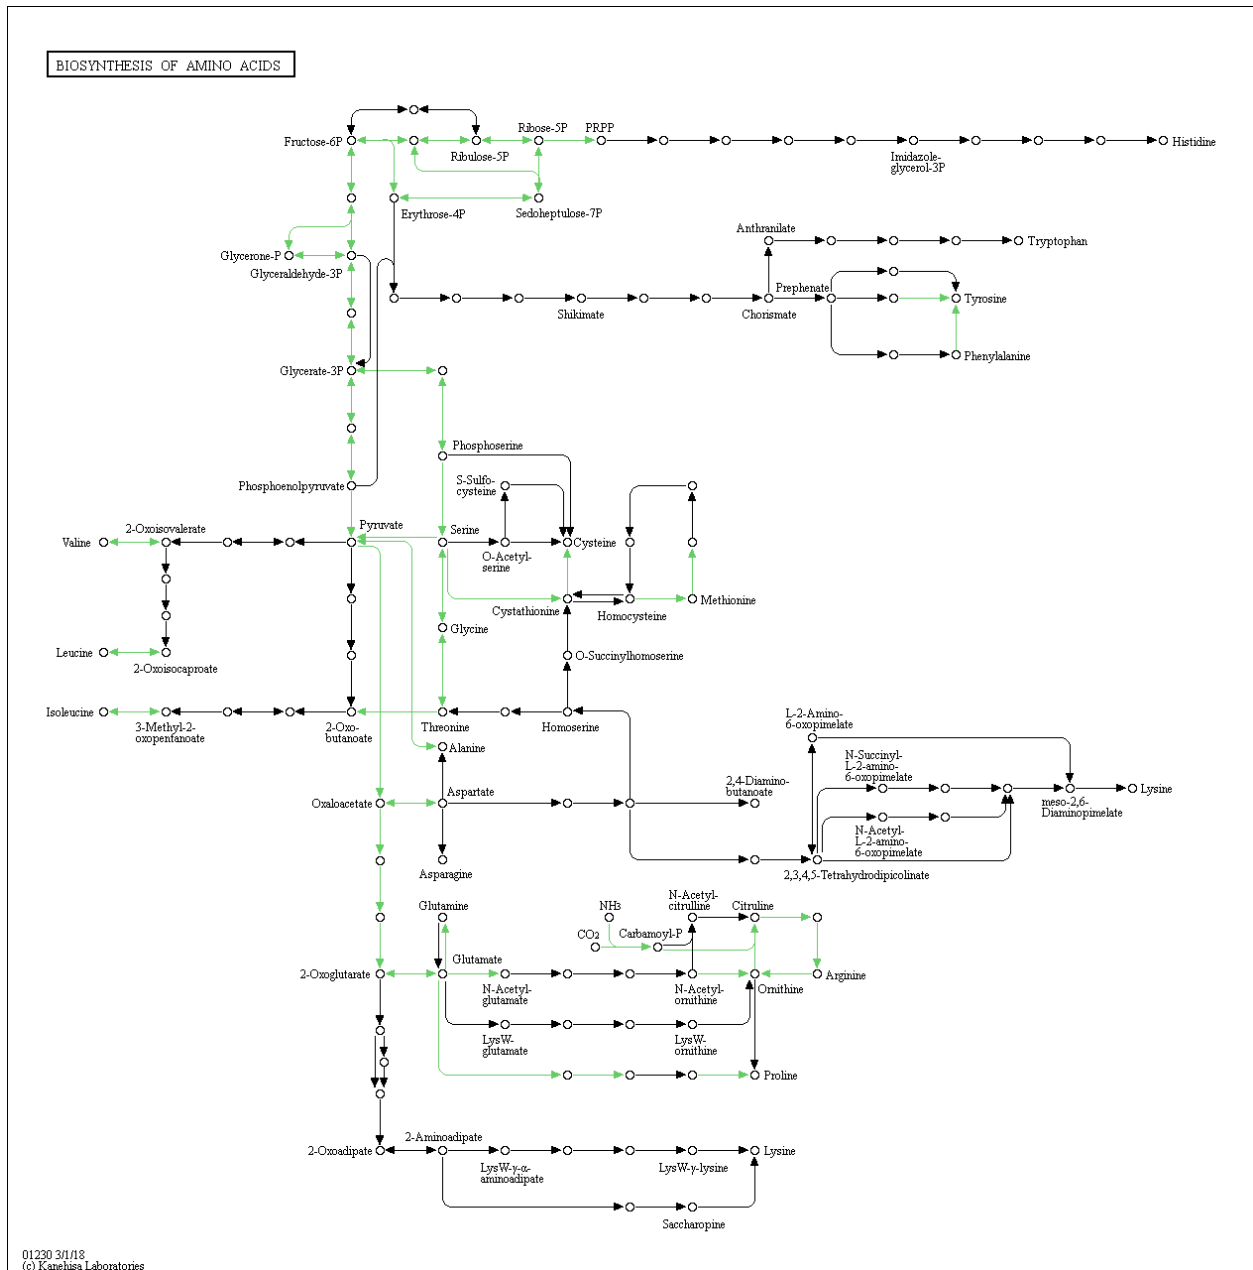 BIOSYNTHESIS OF AMINO ACIDS
Fructose-6P
Ribulose-5P
Ribose-5P
PRPP
Imidazole-
glycerol-3P
Histidine
Erythrose-4P
Sedoheptulose-7P
Glycerone-P
Glyceraldehyde-3P
Anthranilate
Tryptophan
Prephenate
Tyrosine
Shikimate
Chorismate
Phenylalanine
Glycerate-3P
Phosphoserine
Phosphoenolpyruvate
S-Sulfo-
cysteine
Valine
2-Oxoisovalerate
Pyruvate
Serine
O-Acetyl-
serine
Cysteine
Cystathionine
Homocysteine
Methionine
Glycine
Leucine
2-Oxoisocaproate
O-Succinylhomoserine
Isoleucine
3-Methyl-2-
oxopentanoate
2-Oxo-
butanoate
Threonine
Homoserine
L-2-Amino-
6-oxopimelate
Alanine
N-Succinyl-
L-2-amino-
6-oxopimelate
2,4-Diamino-
butanoate
Oxaloacetate
Aspartate
Lysine
meso-2,6-
Diaminopimelate
N-Acetyl-
L-2-amino-
6-oxopimelate
Asparagine
2,3,4,5-Tetrahydrodipicolinate
Glutamine
NH3
N-Acetyl-
citrulline
Citruline
CO2
Carbamoyl-P
2-Oxoglutarate
Glutamate
N-Acetyl-
glutamate
N-Acetyl-
ornithine
Ornithine
Arginine
LysW-
glutamate
LysW-
ornithine
Proline
2-Oxoadipate
2-Aminoadipate
LysW-γ-α-
aminoadipate
LysW-γ-lysine
Lysine
Saccharopine
01230 3/1/18
(c) Kanehisa Laboratories